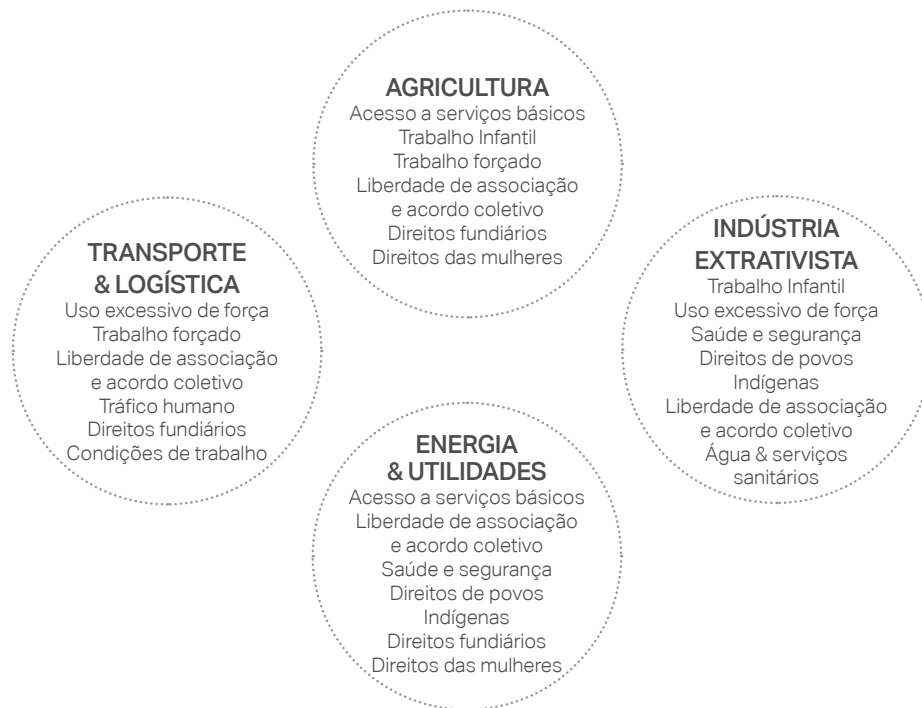 AGRICULTURA
Acesso a serviços básicos
Trabalho Infantil
Trabalho forçado
Liberdade de associação
e acordo coletivo
Direitos fundiários
Direitos das mulheres
TRANSPORTE
& LOGÍSTICA
Uso excessivo de força
Trabalho forçado
Liberdade de associação
e acordo coletivo
Tráfico humano
Direitos fundiários
Condições de trabalho
INDÚSTRIA
EXTRATIVISTA
Trabalho Infantil
Uso excessivo de força
Saúde e segurança
Direitos de povos
Indígenas
Liberdade de associação
e acordo coletivo
Água & serviços
sanitários
ENERGIA
& UTILIDADES
Acesso a serviços básicos
Liberdade de associação
e acordo coletivo
Saúde e segurança
Direitos de povos
Indígenas
Direitos fundiários
Direitos das mulheres